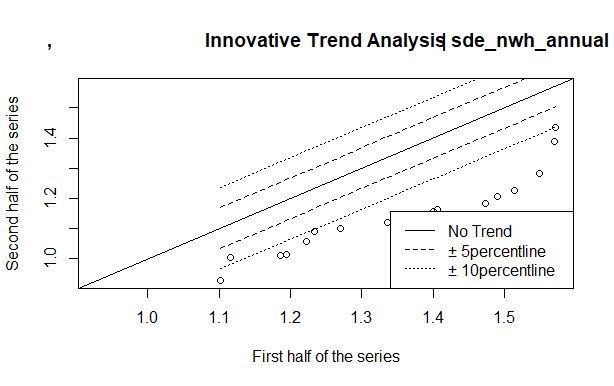 , Innovative Trend Analysis| sde_nwh_annual
Second half of the series
1.4
1.2
1.0
No Trend
± 5percentline
± 10percentline
1.0 1.1 1.2 1.3 1.4 1.5
First half of the series